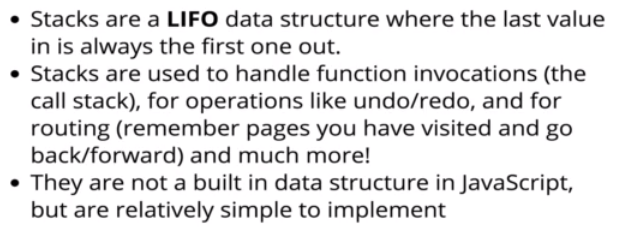 • Stacks are a LIFO data structure where the last value
in is always the first one out.
• Stacks are used to handle function invocations (the
call stack), for operations like undo/redo, and for
routing (remember pages you have visited and go
back/forward) and much more!
• They are not a built in data structure in JavaScript,
but are relatively simple to implement